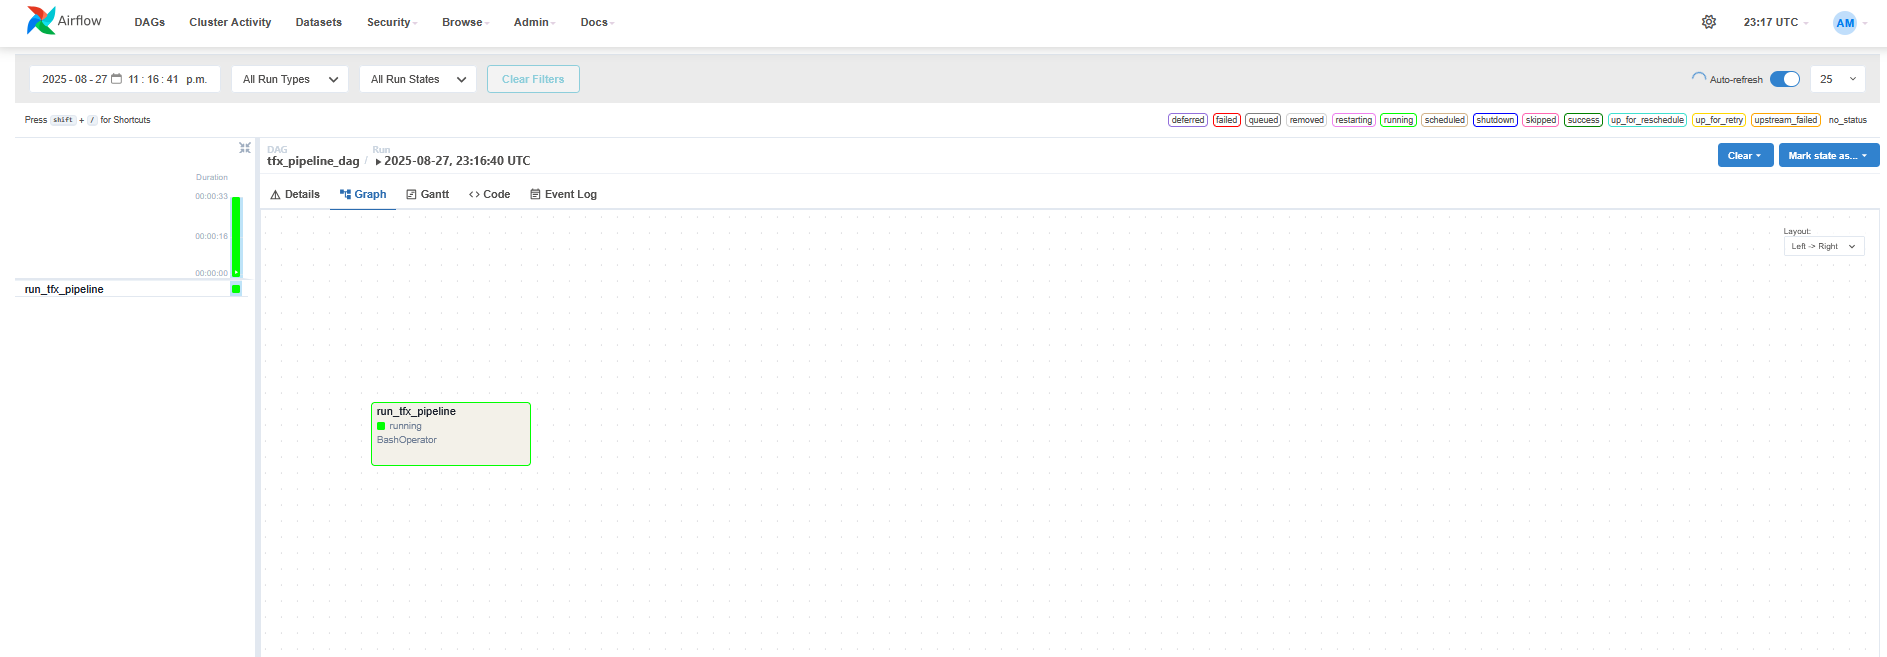 Airflow
DAGs Cluster Activity Datasets Security Browse Admin Docs 23:17 UTC AM
2025-08-27 11:16:41 p.m. All Run Types All Run States Clear Filters Auto-refresh 25
Press shift + / for Shortcuts deferred failed queued removed restarting running scheduled shutdown skipped success up_for_reschedule up_for_retry upstream_failed no_status
DAG Run
tfx_pipeline_dag / 2025-08-27, 23:16:40 UTC Clear Mark state as...
Duration
00:00:33
00:00:16
00:00:00
run_tfx_pipeline
Details Graph Gantt Code Event Log
Layout:
Left -> Right
run_tfx_pipeline
running
BashOperator